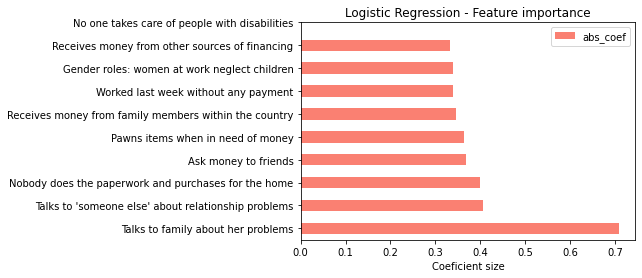 Logistic Regression - Feature importance
abs_coef
No one takes care of people with disabilities
Receives money from other sources of financing
Gender roles: women at work neglect children
Worked last week without any payment
Receives money from family members within the country
Pawns items when in need of money
Ask money to friends
Nobody does the paperwork and purchases for the home
Talks to 'someone else' about relationship problems
Talks to family about her problems
0.0 0.1 0.2 0.3 0.4 0.5 0.6 0.7
Coeficient size